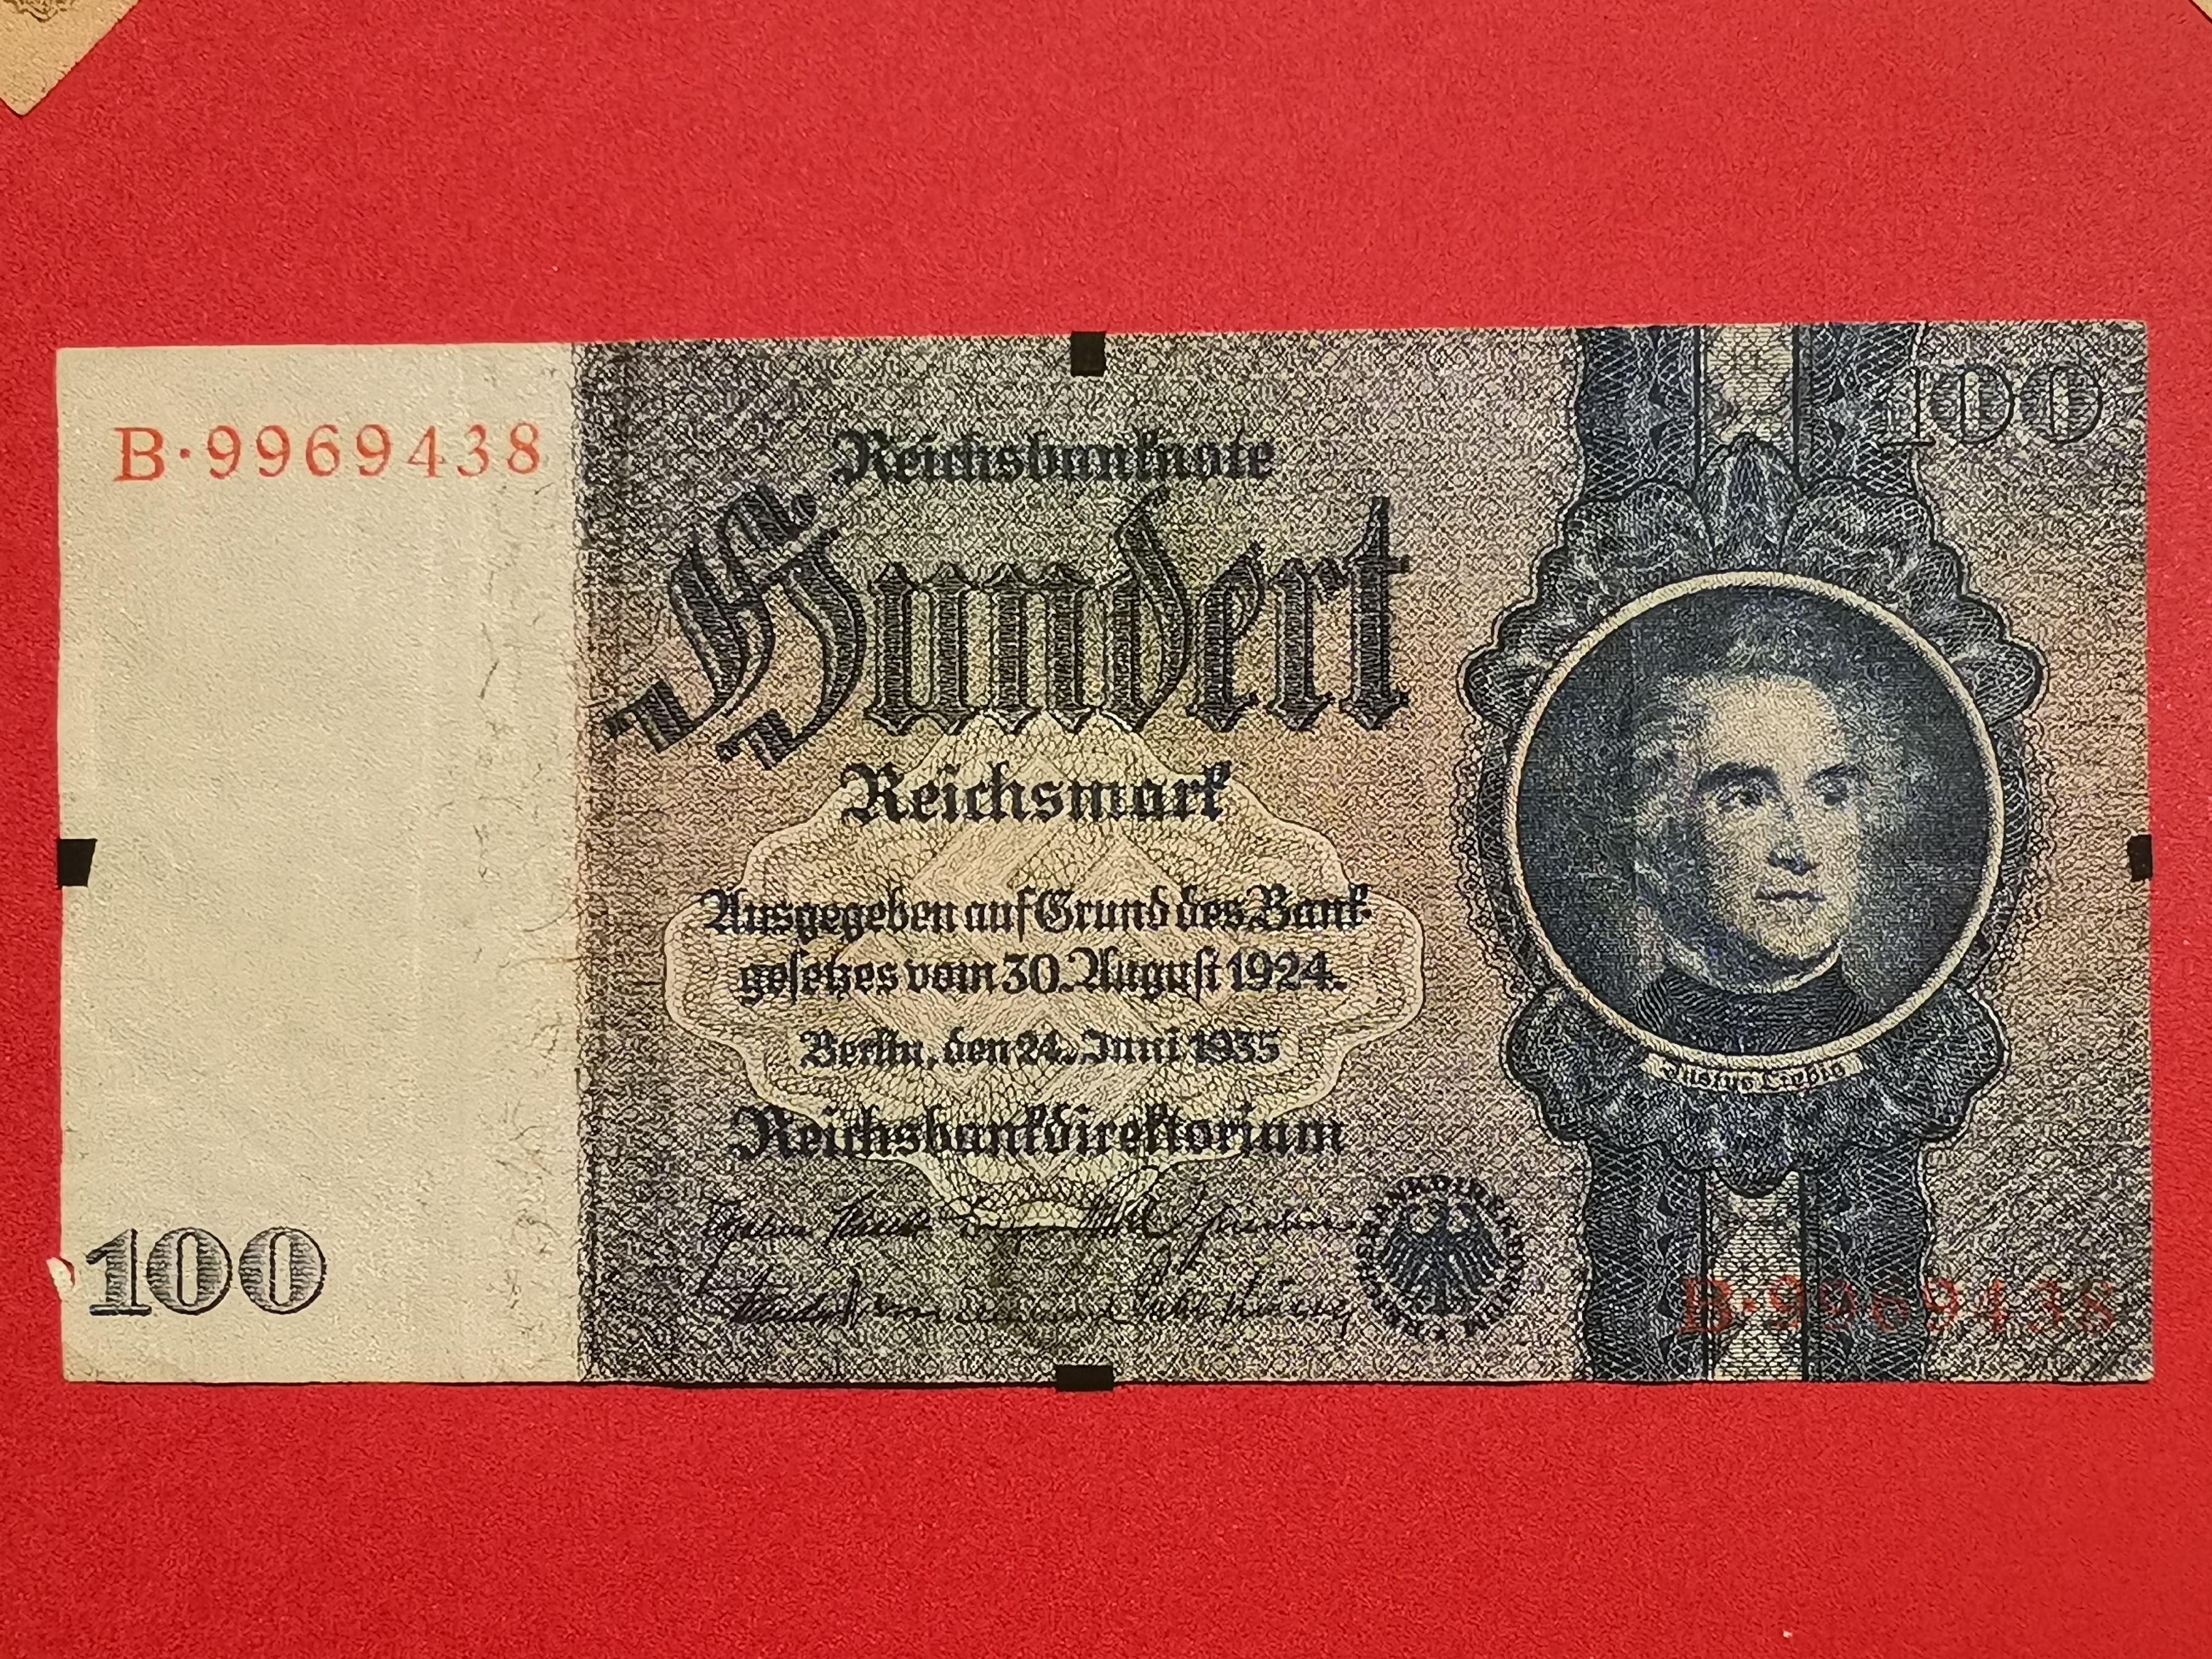 B·9969438
100
Reichsbanknote
Hundert
Reichsmark
Ausgegeben auf Grund des Bank-
gesetzes vom 30. August 1924.
Berlin, den 24. Juni 1935
Reichsbankdirektorium
REICHSBANKDIREKTORIUM
Justus Liebig
100
B·9969438